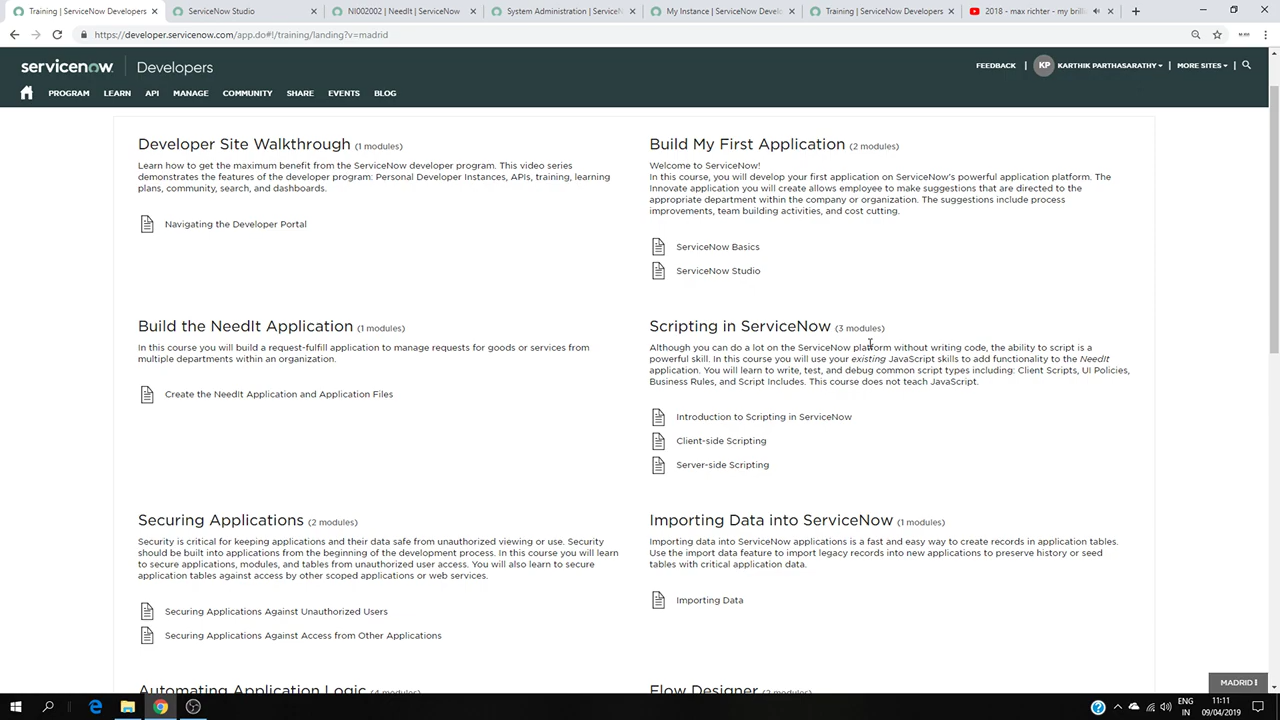 Training | ServiceNow Developers
ServiceNow Studio
NI002002 | NeedIt | ServiceNow
System Administration | ServiceN
My Instance | ServiceNow Develo
Training | ServiceNow Developers
2018 - max richter - my brill
https://developer.servicenow.com/app.do#!/training/landing?v=madrid
servicenow | Developers
FEEDBACK | KP KARTHIK PARTHASARATHY | MORE SITES |
PROGRAM LEARN API MANAGE COMMUNITY SHARE EVENTS BLOG
Developer Site Walkthrough (1 modules)
Learn how to get the maximum benefit from the ServiceNow developer program. This video series
demonstrates the features of the developer program: Personal Developer Instances, APIs, training, learning
plans, community, search, and dashboards.
Navigating the Developer Portal
Build My First Application (2 modules)
Welcome to ServiceNow!
In this course, you will develop your first application on ServiceNow's powerful application platform. The
Innovate application you will create allows employee to make suggestions that are directed to the
appropriate department within the company or organization. The suggestions include process
improvements, team building activities, and cost cutting.
ServiceNow Basics
ServiceNow Studio
Build the NeedIt Application (1 modules)
In this course you will build a request-fulfill application to manage requests for goods or services from
multiple departments within an organization.
Create the NeedIt Application and Application Files
Scripting in ServiceNow (3 modules)
Although you can do a lot on the ServiceNow platform without writing code, the ability to script is a
powerful skill. In this course you will use your existing JavaScript skills to add functionality to the NeedIt
application. You will learn to write, test, and debug common script types including: Client Scripts, UI Policies,
Business Rules, and Script Includes. This course does not teach JavaScript.
Introduction to Scripting in ServiceNow
Client-side Scripting
Server-side Scripting
Securing Applications (2 modules)
Security is critical for keeping applications and their data safe from unauthorized viewing or use. Security
should be built into applications from the beginning of the development process. In this course you will learn
to secure applications, modules, and tables from unauthorized user access. You will also learn to secure
application tables against access by other scoped applications or web services.
Securing Applications Against Unauthorized Users
Securing Applications Against Access from Other Applications
Importing Data into ServiceNow (1 modules)
Importing data into ServiceNow applications is a fast and easy way to create records in application tables.
Use the import data feature to import legacy records into new applications to preserve history or seed
tables with critical application data.
Importing Data
Automating Application Logic (4 modules)
Flow Designer (2 modules)
MADRID
ENG
IN
11:11
09/04/2019